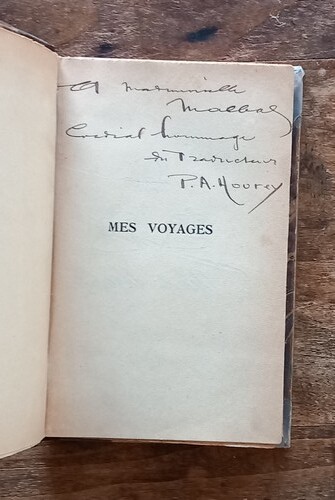 A Mademoiselle
Malbal
Cordial hommage
du Traducteur
P. A. Hourey
MES VOYAGES